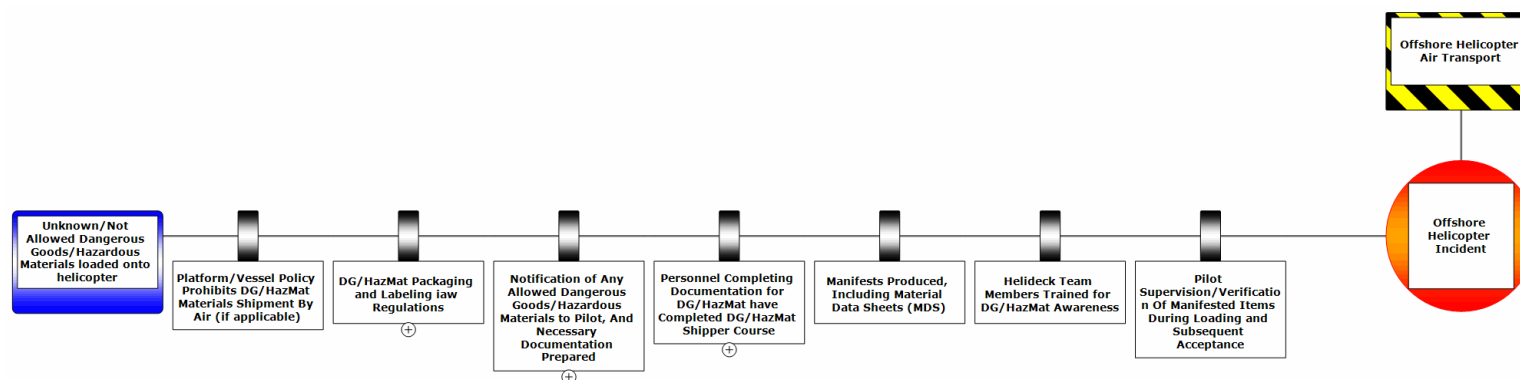 Offshore Helicopter
Air Transport
Unknown/Not
Allowed Dangerous
Goods/Hazardous
Materials loaded onto
helicopter
Platform/Vessel Policy
Prohibits DG/HazMat
Materials Shipment By
Air (if applicable)
DG/HazMat Packaging
and Labeling iaw
Regulations
Notification of Any
Allowed Dangerous
Goods/Hazardous
Materials to Pilot, And
Necessary
Documentation
Prepared
Personnel Completing
Documentation for
DG/HazMat have
Completed DG/HazMat
Shipper Course
Manifests Produced,
Including Material
Data Sheets (MDS)
Helideck Team
Members Trained for
DG/HazMat Awareness
Pilot
Supervision/Verificatio
n Of Manifested Items
During Loading and
Subsequent
Acceptance
Offshore
Helicopter
Incident